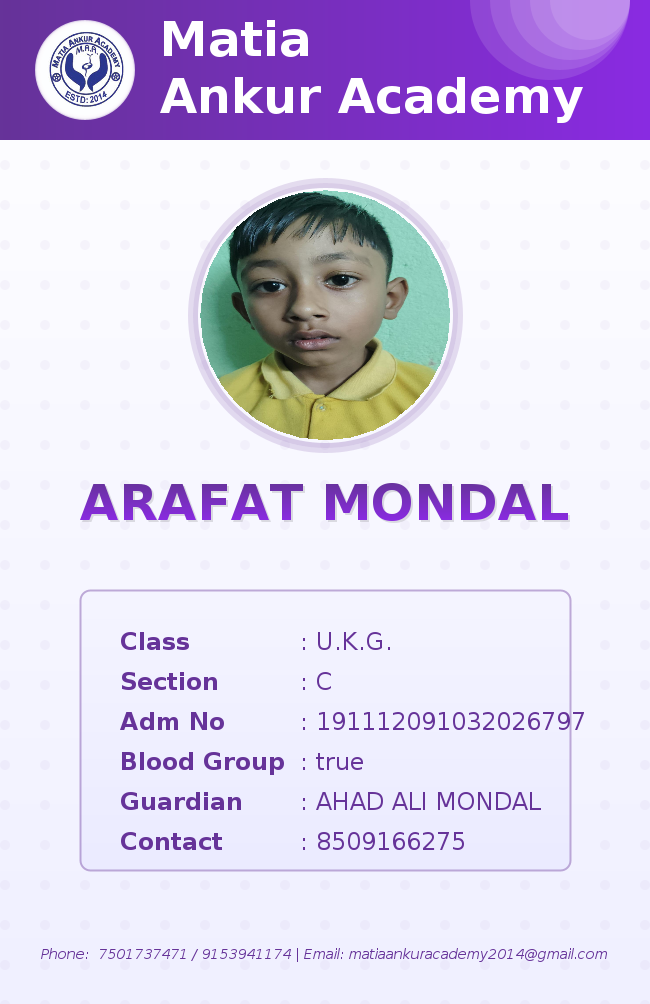 Matia
Ankur Academy
MATIA ANKUR ACADEMY
M.A.A.
ESTD: 2014
ARAFAT MONDAL
Class : U.K.G.
Section : C
Adm No : 191112091032026797
Blood Group : true
Guardian : AHAD ALI MONDAL
Contact : 8509166275
Phone: 7501737471 / 9153941174 | Email: matiaankuracademy2014@gmail.com